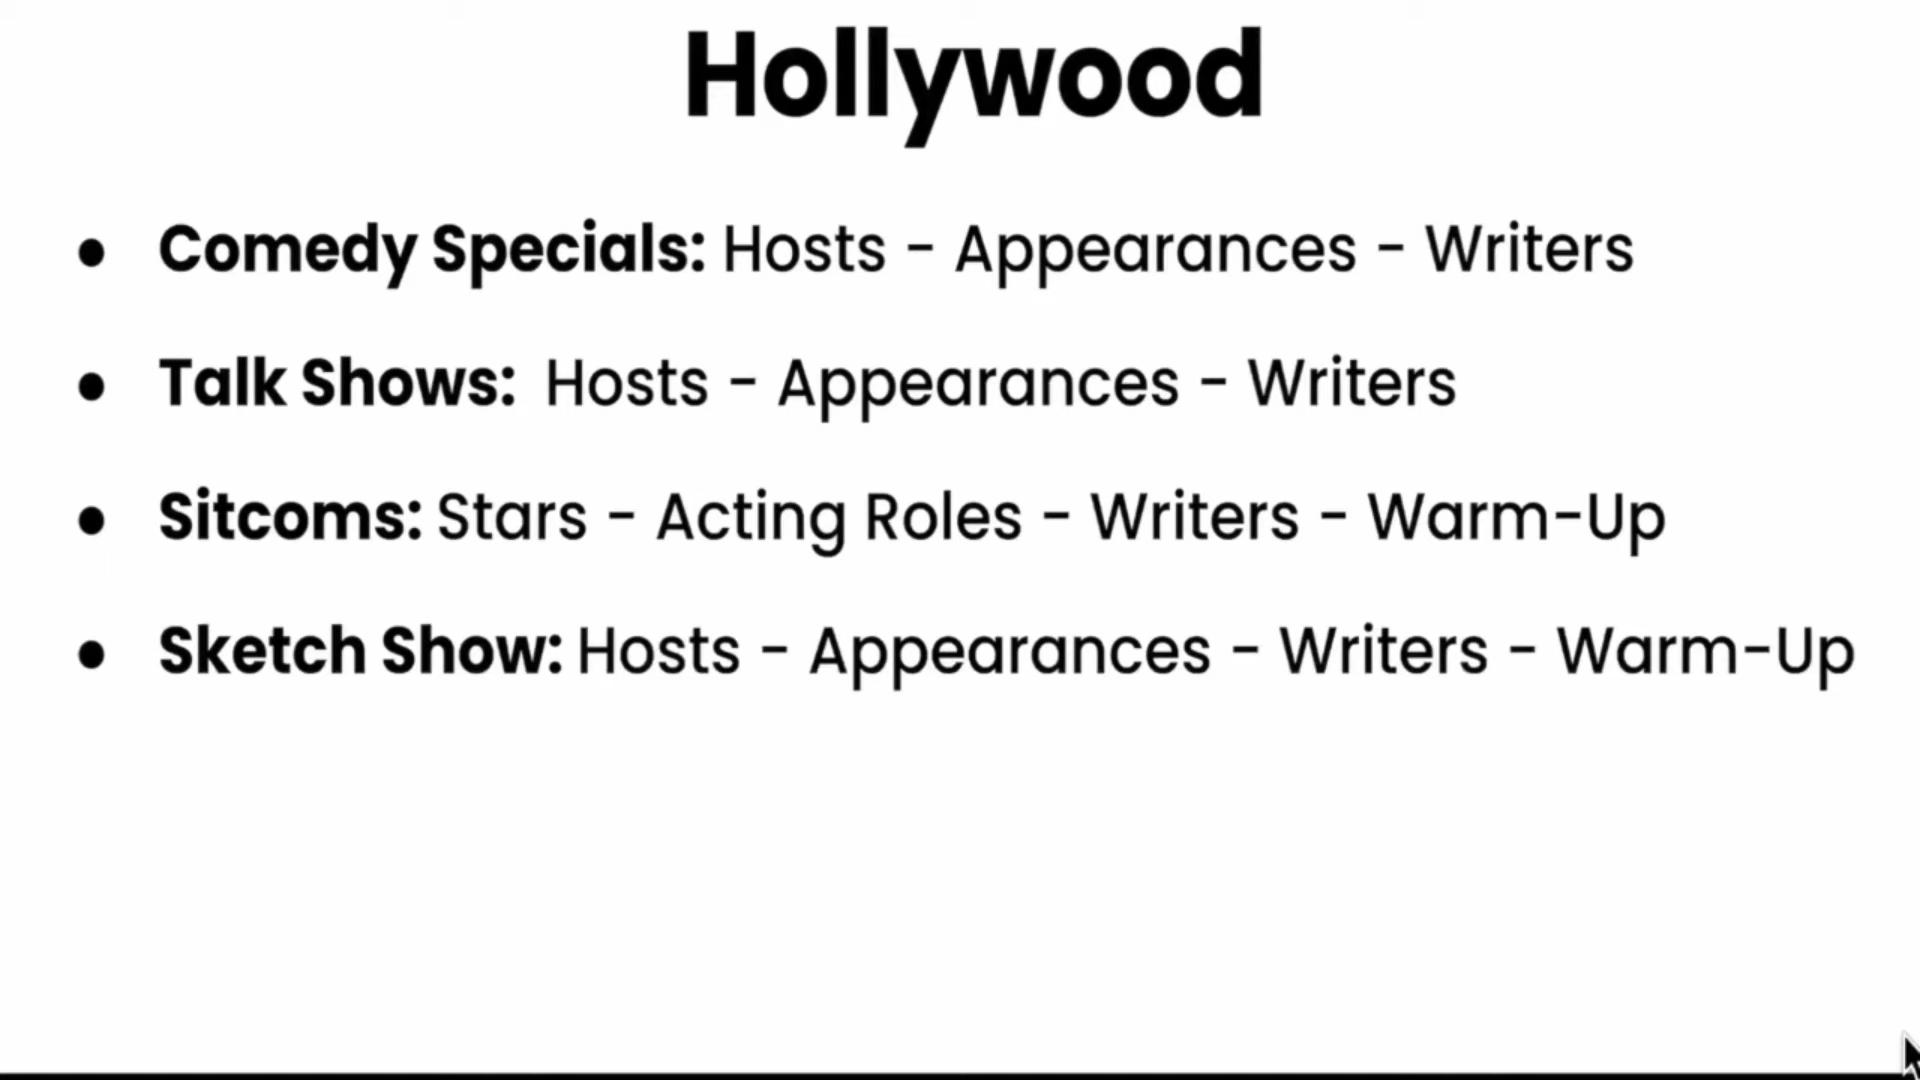 Hollywood
● Comedy Specials: Hosts - Appearances - Writers
● Talk Shows:  Hosts - Appearances - Writers
● Sitcoms: Stars - Acting Roles - Writers - Warm-Up
● Sketch Show: Hosts - Appearances - Writers - Warm-Up